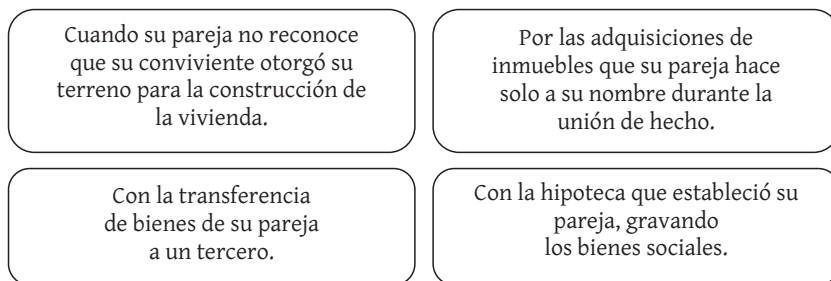 Cuando su pareja no reconoce
que su conviviente otorgó su
terreno para la construcción de
la vivienda.
Por las adquisiciones de
inmuebles que su pareja hace
solo a su nombre durante la
unión de hecho.
Con la transferencia
de bienes de su pareja
a un tercero.
Con la hipoteca que estableció su
pareja, gravando
los bienes sociales.